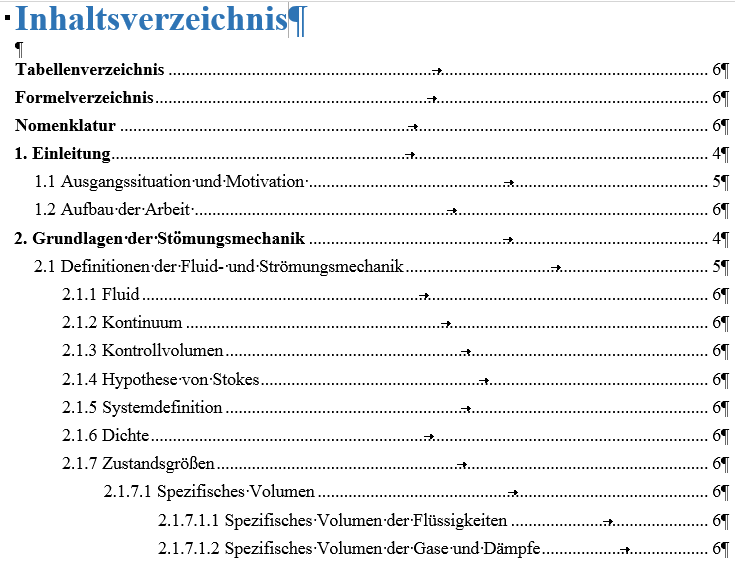 Inhaltsverzeichnis¶
¶
Tabellenverzeichnis ........ → ........ 6¶
Formelverzeichnis ........ → ........ 6¶
Nomenklatur ........ → ........ 6¶
1. Einleitung ........ → ........ 4¶
1.1 Ausgangssituation·und·Motivation· ........ → ........ 5¶
1.2 Aufbau·der·Arbeit· ........ → ........ 6¶
2. Grundlagen·der·Stömungsmechanik ........ → ........ 4¶
2.1 Definitionen·der·Fluid-·und·Strömungsmechanik ........ → ........ 5¶
2.1.1 Fluid ........ → ........ 6¶
2.1.2 Kontinuum ........ → ........ 6¶
2.1.3 Kontrollvolumen ........ → ........ 6¶
2.1.4 Hypothese·von·Stokes ........ → ........ 6¶
2.1.5 Systemdefinition ........ → ........ 6¶
2.1.6 Dichte ........ → ........ 6¶
2.1.7 Zustandsgrößen ........ → ........ 6¶
2.1.7.1 Spezifisches·Volumen ........ → ........ 6¶
2.1.7.1.1 Spezifisches·Volumen·der·Flüssigkeiten ........ → ........ 6¶
2.1.7.1.2 Spezifisches·Volumen·der·Gase·und·Dämpfe ........ → ........ 6¶